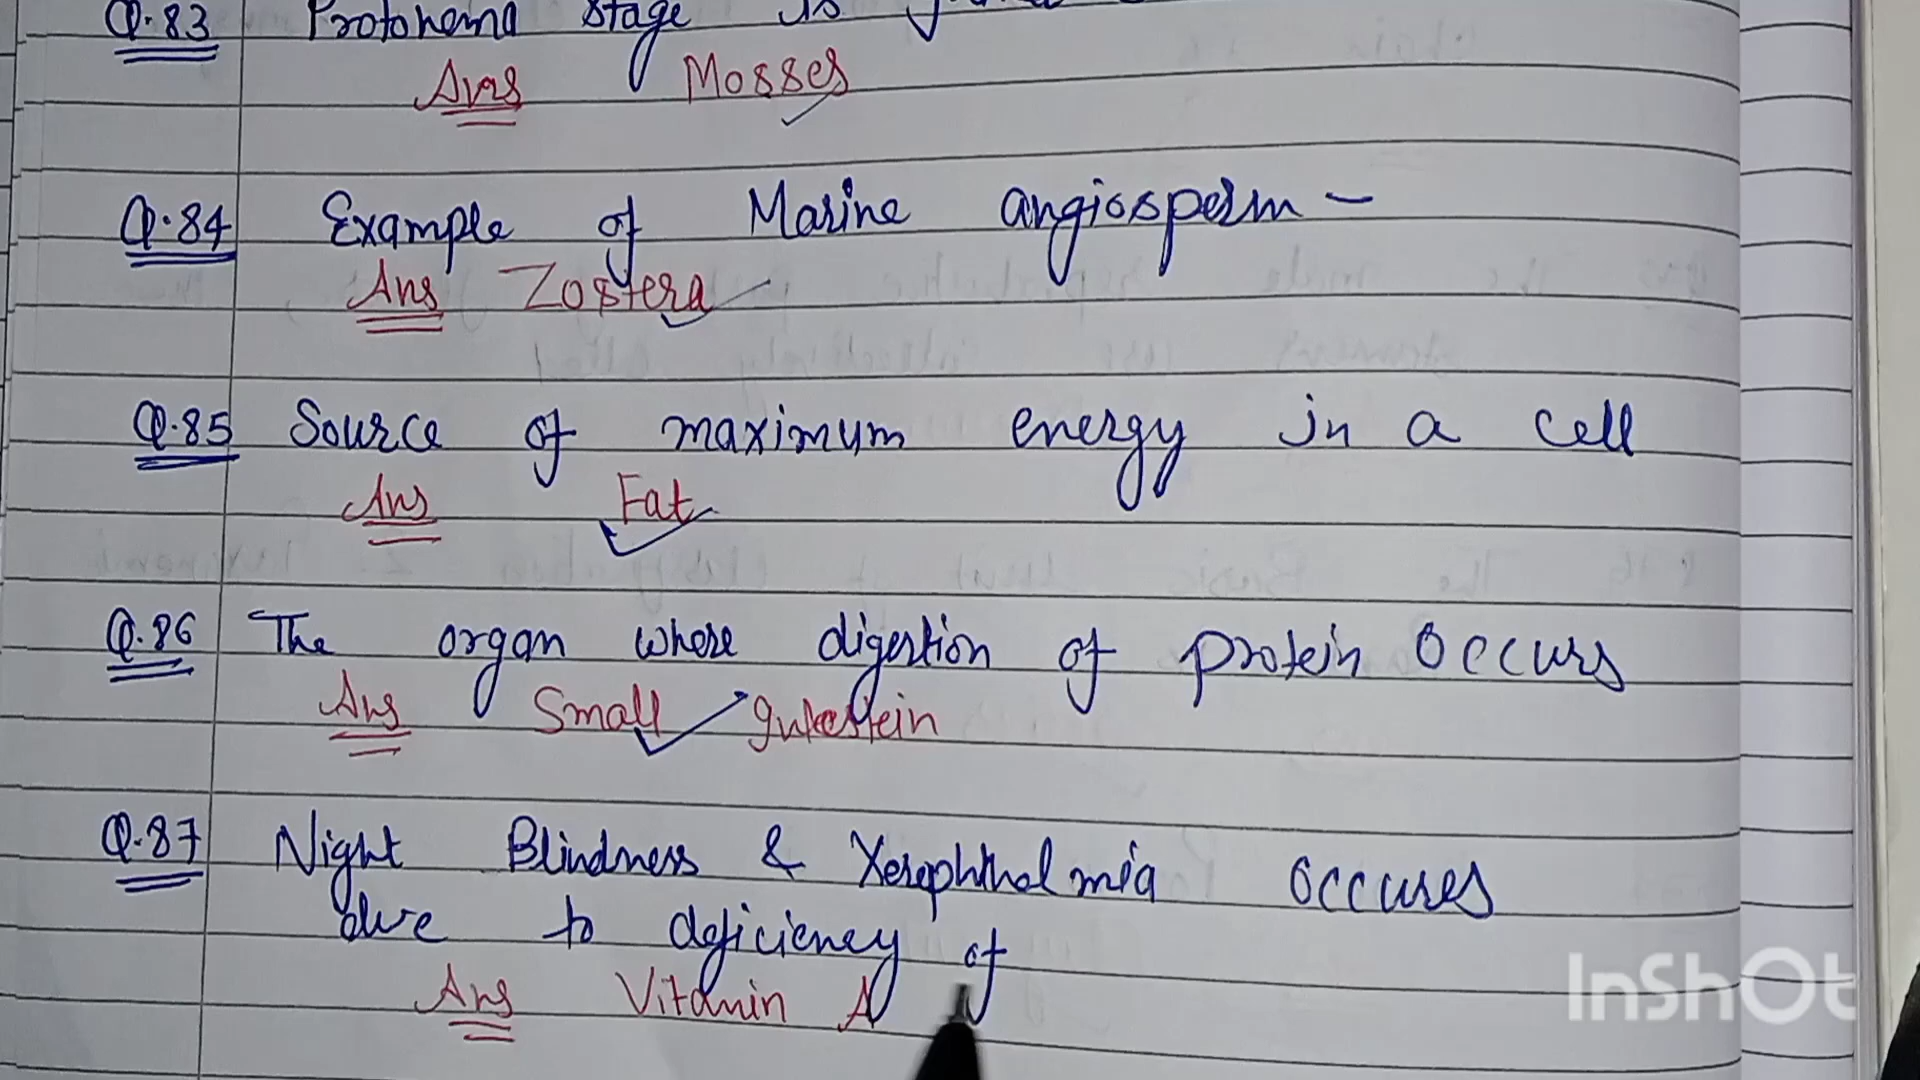 Q.83 Protonema stage is
Ans Mosses
Q.84 Example of Marine angiosperm -
Ans Zostera
Q.85 Source of maximum energy in a cell
Ans Fat
Q.86 The organ where digestion of protein occurs
Ans Small gutestein
Q.87 Night Blindness & Xerophthalmia occures
due to deficiency of
Ans Vitamin A
InShOt